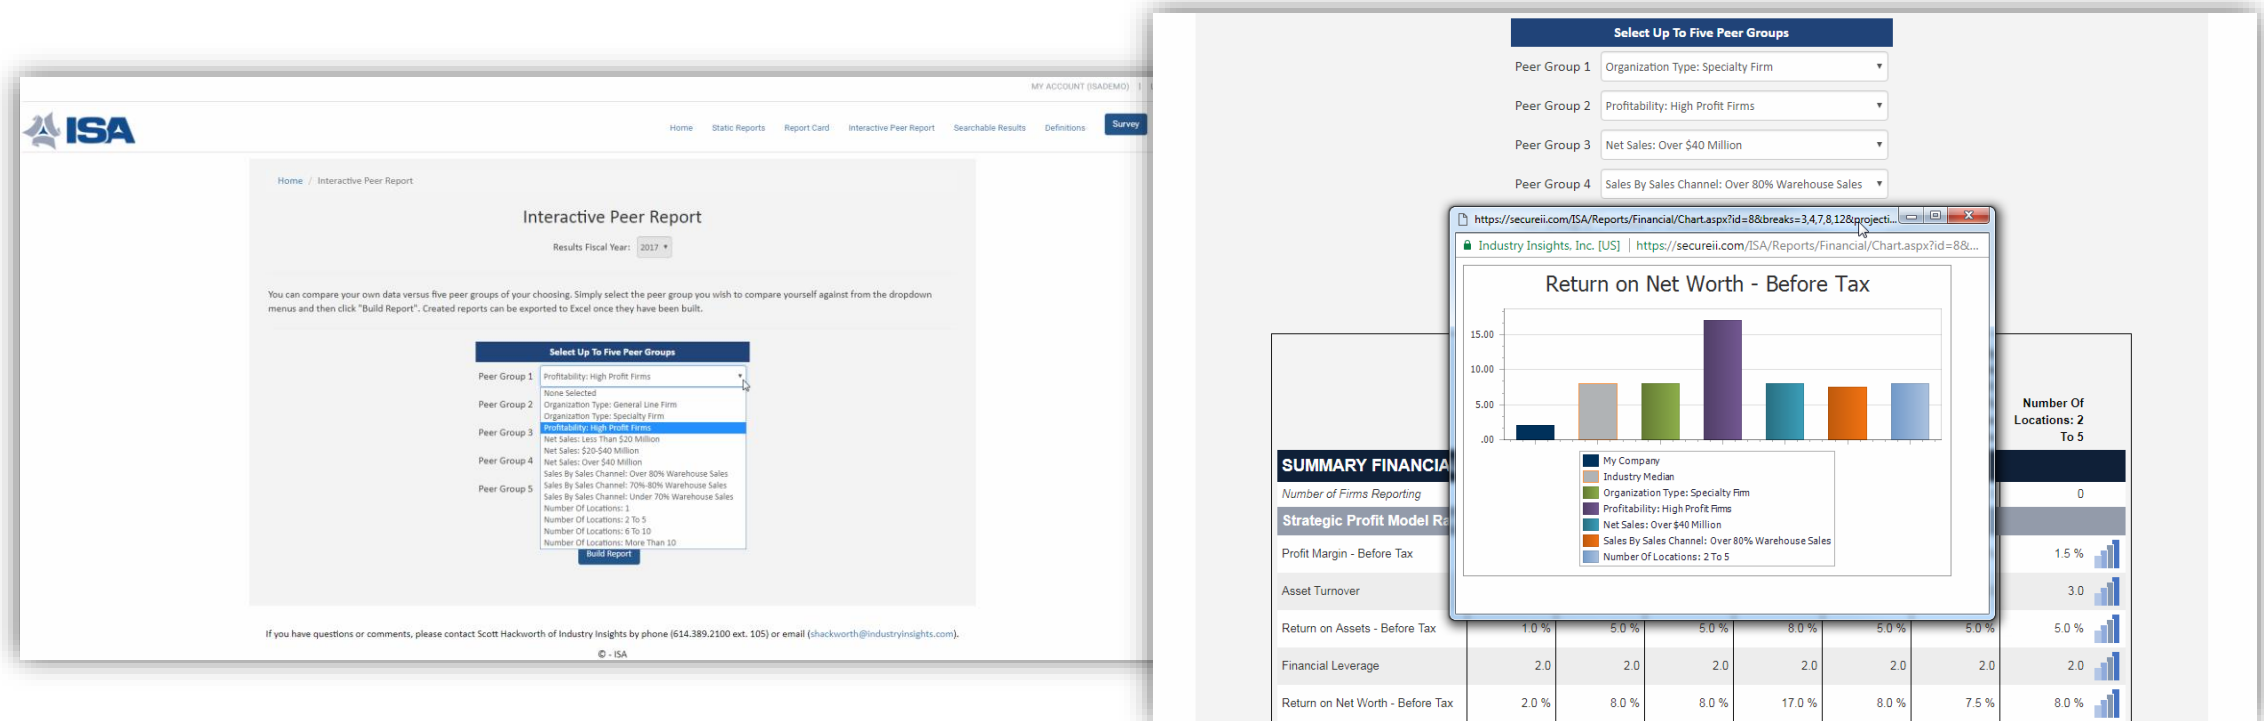 MY ACCOUNT (ISADEMO) |
ISA
Home Static Reports Report Card Interactive Peer Report Searchable Results Definitions Survey
Home / Interactive Peer Report
Interactive Peer Report
Results Fiscal Year: 2017
You can compare your own data versus five peer groups of your choosing. Simply select the peer group you wish to compare yourself against from the dropdown
menus and then click "Build Report". Created reports can be exported to Excel once they have been built.
Select Up To Five Peer Groups
Peer Group 1 Profitability: High Profit Firms
None Selected
Peer Group 2 Organization Type: General Line Firm
Organization Type: Specialty Firm
Profitability: High Profit Firms
Peer Group 3 Net Sales: Less Than $20 Million
Net Sales: $20-$40 Million
Peer Group 4 Net Sales: Over $40 Million
Sales By Sales Channel: Over 80% Warehouse Sales
Sales By Sales Channel: 70%-80% Warehouse Sales
Peer Group 5 Sales By Sales Channel: Under 70% Warehouse Sales
Number Of Locations: 1
Number Of Locations: 2 To 5
Number Of Locations: 6 To 10
Number Of Locations: More Than 10
Build Report
If you have questions or comments, please contact Scott Hackworth of Industry Insights by phone (614.389.2100 ext. 105) or email (shackworth@industryinsights.com).
© - ISA
Select Up To Five Peer Groups
Peer Group 1 Organization Type: Specialty Firm
Peer Group 2 Profitability: High Profit Firms
Peer Group 3 Net Sales: Over $40 Million
Peer Group 4 Sales By Sales Channel: Over 80% Warehouse Sales
https://secureii.com/ISA/Reports/Financial/Chart.aspx?id=8&breaks=3,4,7,8,12&projecti...
Industry Insights, Inc. [US] | https://secureii.com/ISA/Reports/Financial/Chart.aspx?id=8&...
Return on Net Worth - Before Tax
15.00
10.00
5.00
.00
My Company
Industry Median
Organization Type: Specialty Firm
Profitability: High Profit Firms
Net Sales: Over $40 Million
Sales By Sales Channel: Over 80% Warehouse Sales
Number Of Locations: 2 To 5
Number Of
Locations: 2
To 5
SUMMARY FINANCIA
Number of Firms Reporting 0
Strategic Profit Model Ra
Profit Margin - Before Tax 1.5 %
Asset Turnover 3.0
Return on Assets - Before Tax 1.0 % 5.0 % 5.0 % 8.0 % 5.0 % 5.0 % 5.0 %
Financial Leverage 2.0 2.0 2.0 2.0 2.0 2.0 2.0
Return on Net Worth - Before Tax 2.0 % 8.0 % 8.0 % 17.0 % 8.0 % 7.5 % 8.0 %